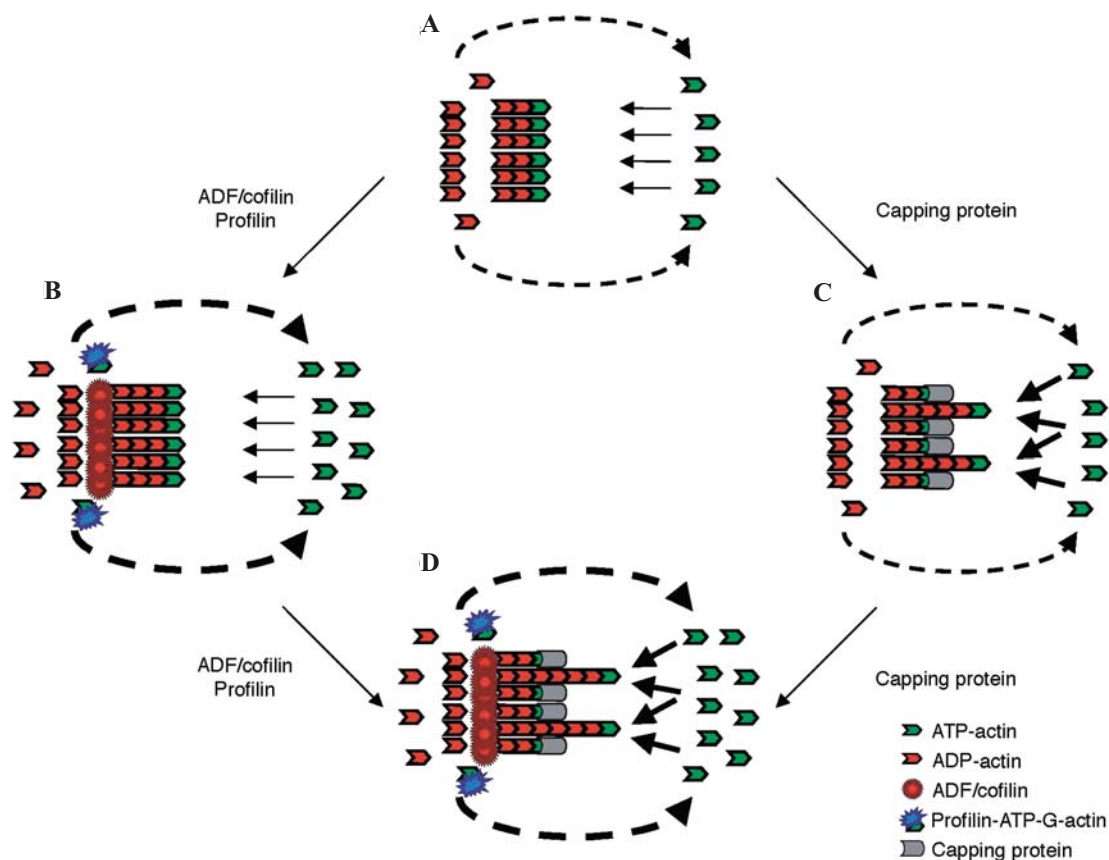 A
ADF/cofilin
Profilin
Capping protein
B
C
D
ADF/cofilin
Profilin
Capping protein
ATP-actin
ADP-actin
ADF/cofilin
Profilin-ATP-G-actin
Capping protein